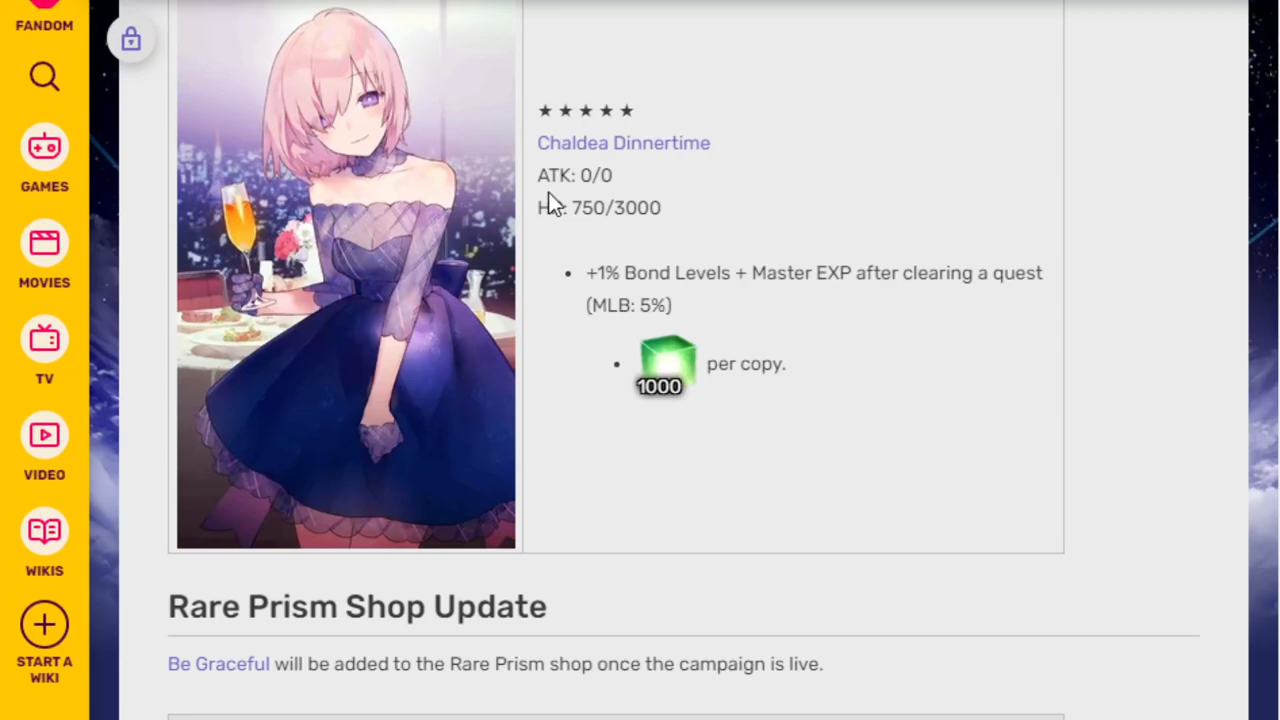 FANDOM
GAMES
MOVIES
TV
VIDEO
WIKIS
START A
WIKI
★ ★ ★ ★ ★
Chaldea Dinnertime
ATK: 0/0
750/3000
• +1% Bond Levels + Master EXP after clearing a quest
(MLB: 5%)
• 1000 per copy.
Rare Prism Shop Update
Be Graceful will be added to the Rare Prism shop once the campaign is live.